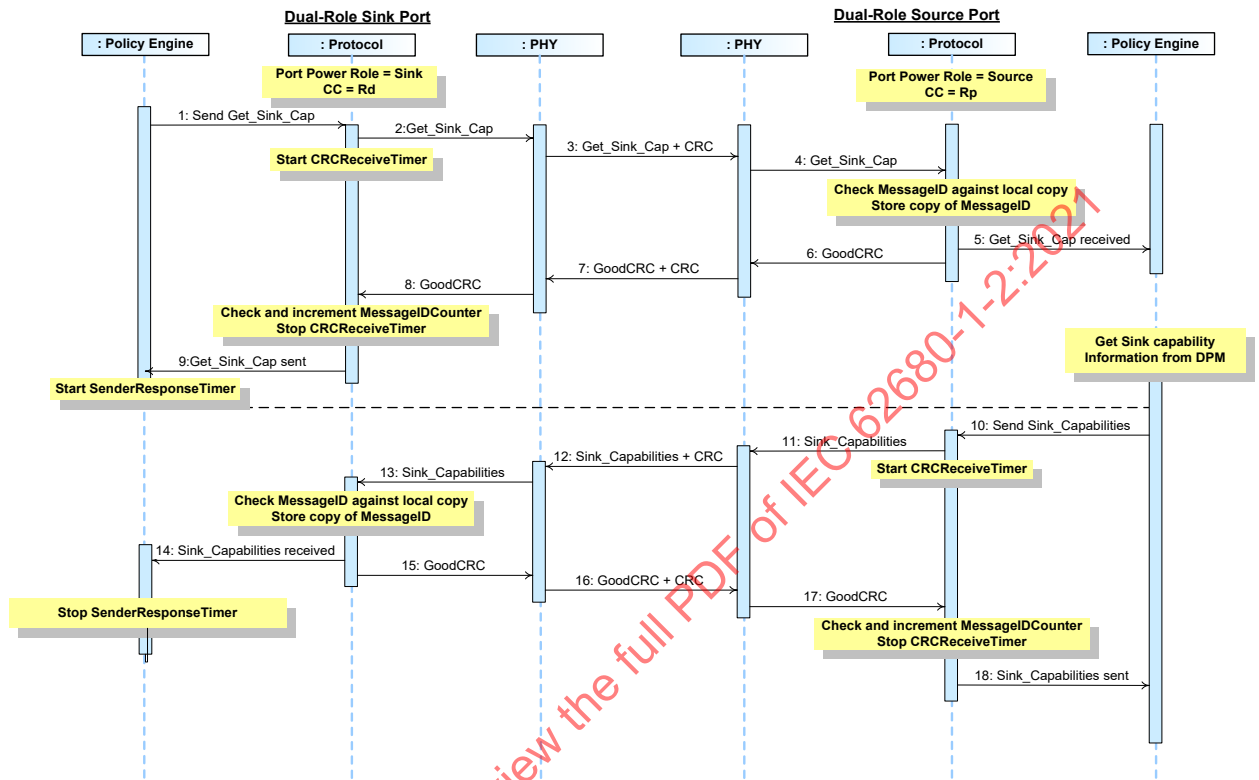 Dual-Role Sink Port
Dual-Role Source Port
: Policy Engine
: Protocol
: PHY
: PHY
: Protocol
: Policy Engine
Port Power Role = Sink
CC = Rd
Port Power Role = Source
CC = Rp
1: Send Get_Sink_Cap
2:Get_Sink_Cap
Start CRCReceiveTimer
3: Get_Sink_Cap + CRC
4: Get_Sink_Cap
Check MessageID against local copy
Store copy of MessageID
5: Get_Sink_Cap received
6: GoodCRC
7: GoodCRC + CRC
8: GoodCRC
Check and increment MessageIDCounter
Stop CRCReceiveTimer
9:Get_Sink_Cap sent
Start SenderResponseTimer
Get Sink capability
Information from DPM
10: Send Sink_Capabilities
11: Sink_Capabilities
Start CRCReceiveTimer
12: Sink_Capabilities + CRC
13: Sink_Capabilities
Check MessageID against local copy
Store copy of MessageID
14: Sink_Capabilities received
15: GoodCRC
16: GoodCRC + CRC
Stop SenderResponseTimer
17: GoodCRC
Check and increment MessageIDCounter
Stop CRCReceiveTimer
18: Sink_Capabilities sent
view the full PDF of IEC 62680-1-2:2021